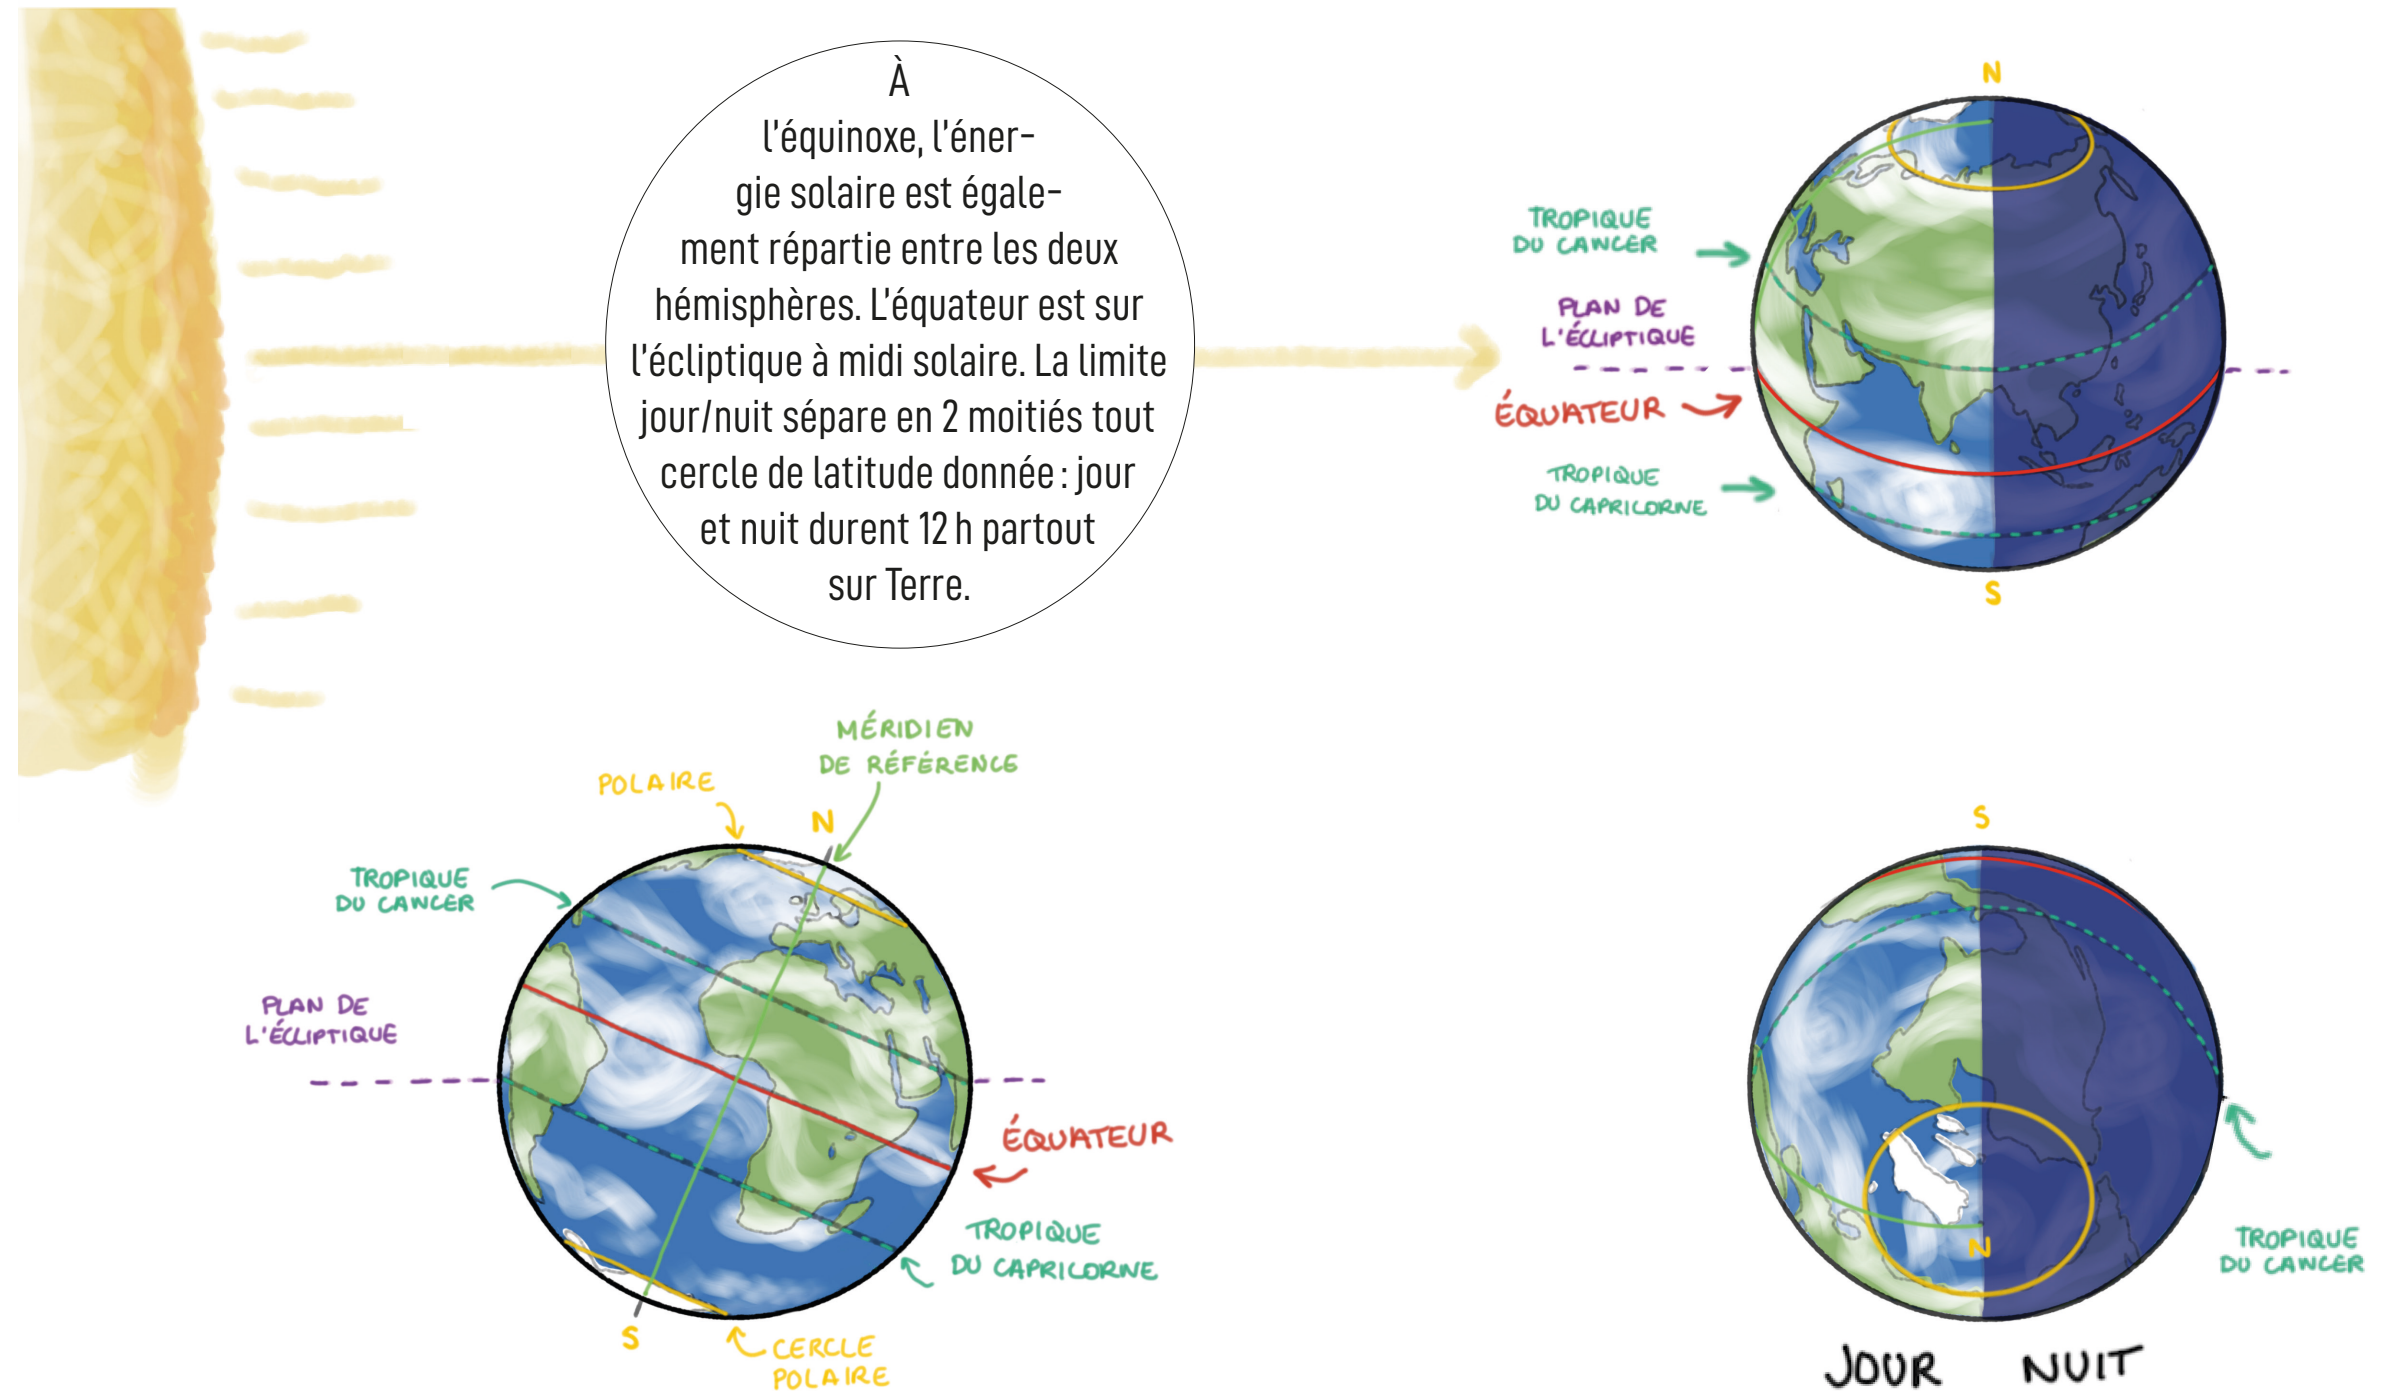 À
l'équinoxe, l'éner-
gie solaire est égale-
ment répartie entre les deux
hémisphères. L'équateur est sur
l'écliptique à midi solaire. La limite
jour/nuit sépare en 2 moitiés tout
cercle de latitude donnée : jour
et nuit durent 12 h partout
sur Terre.
N
TROPIQUE
DU CANCER
PLAN DE
L'ÉCLIPTIQUE
ÉQUATEUR
TROPIQUE
DU CAPRICORNE
S
MÉRIDIEN
DE RÉFÉRENCE
POLAIRE
N
TROPIQUE
DU CANCER
PLAN DE
L'ÉCLIPTIQUE
ÉQUATEUR
TROPIQUE
DU CAPRICORNE
S
CERCLE
POLAIRE
S
N
TROPIQUE
DU CANCER
JOUR NUIT